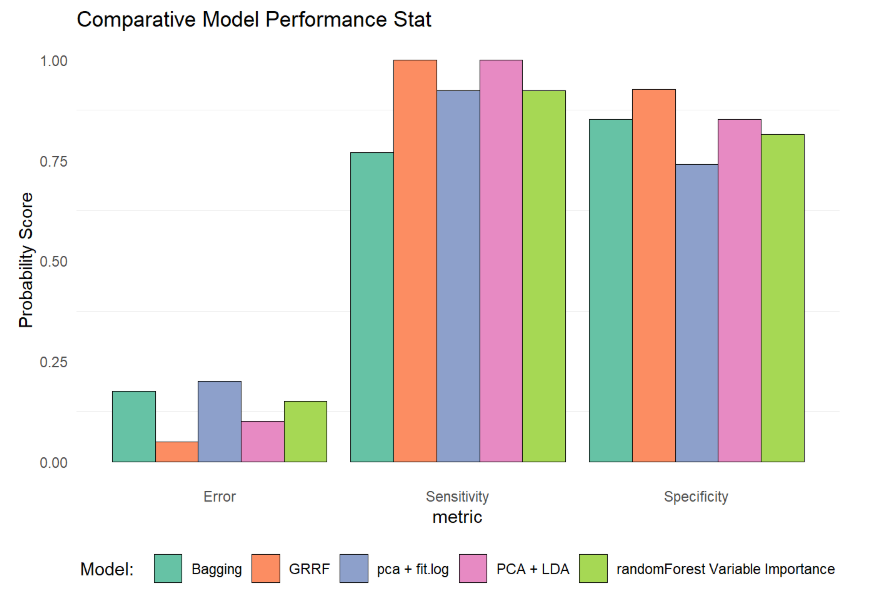 Comparative Model Performance Stat
1.00
0.75
0.50
0.25
0.00
Probability Score
Error Sensitivity Specificity
metric
Model: Bagging GRRF pca + fit.log PCA + LDA randomForest Variable Importance